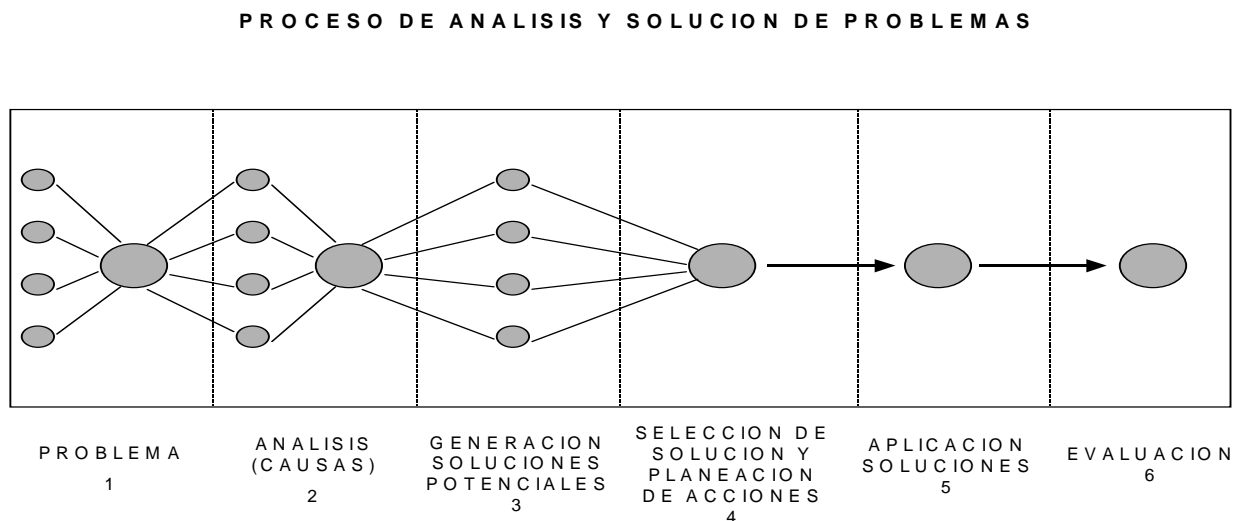 PROCESO DE ANALISIS Y SOLUCION DE PROBLEMAS
PROBLEMA
1
ANALISIS
(CAUSAS)
2
GENERACION
SOLUCIONES
POTENCIALES
3
SELECCION DE
SOLUCION Y
PLANEACION
DE ACCIONES
4
APLICACION
SOLUCIONES
5
EVALUACION
6